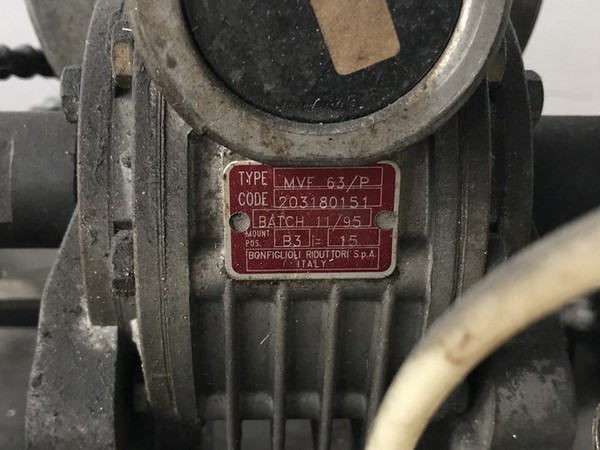 TYPE MVF 63/P
CODE 203180151
BATCH 11/95
MOUNT POS. B3 i= 15
BONFIGLIOLI RIDUTTORI S.p.A.
ITALY